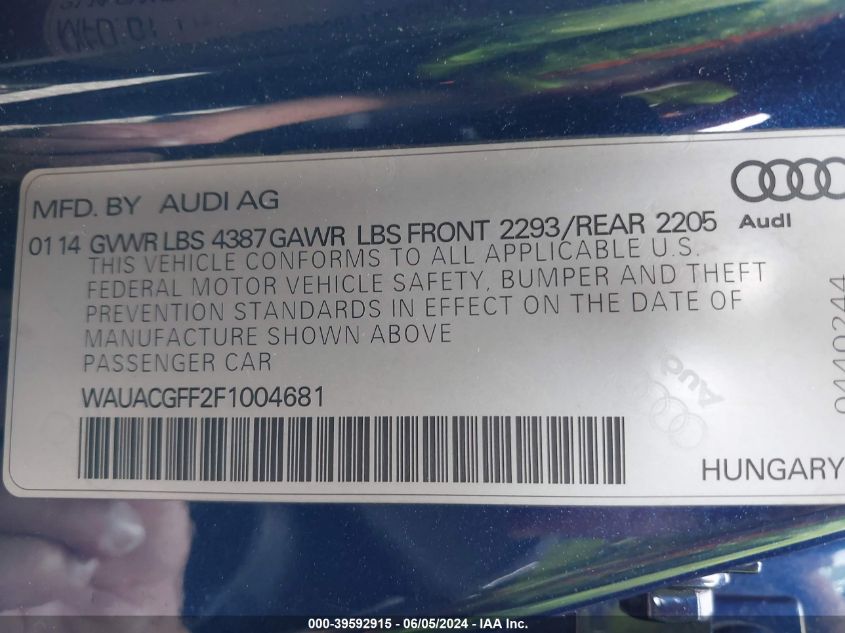 MFD. BY AUDI AG
Audi
01 14 GVWR LBS 4387 GAWR LBS FRONT 2293/REAR 2205
THIS VEHICLE CONFORMS TO ALL APPLICABLE U.S.
FEDERAL MOTOR VEHICLE SAFETY, BUMPER AND THEFT
PREVENTION STANDARDS IN EFFECT ON THE DATE OF
MANUFACTURE SHOWN ABOVE
PASSENGER CAR
WAUACGFF2F1004681
Audi
0440244
HUNGARY
000-39592915 - 06/05/2024 - IAA Inc.